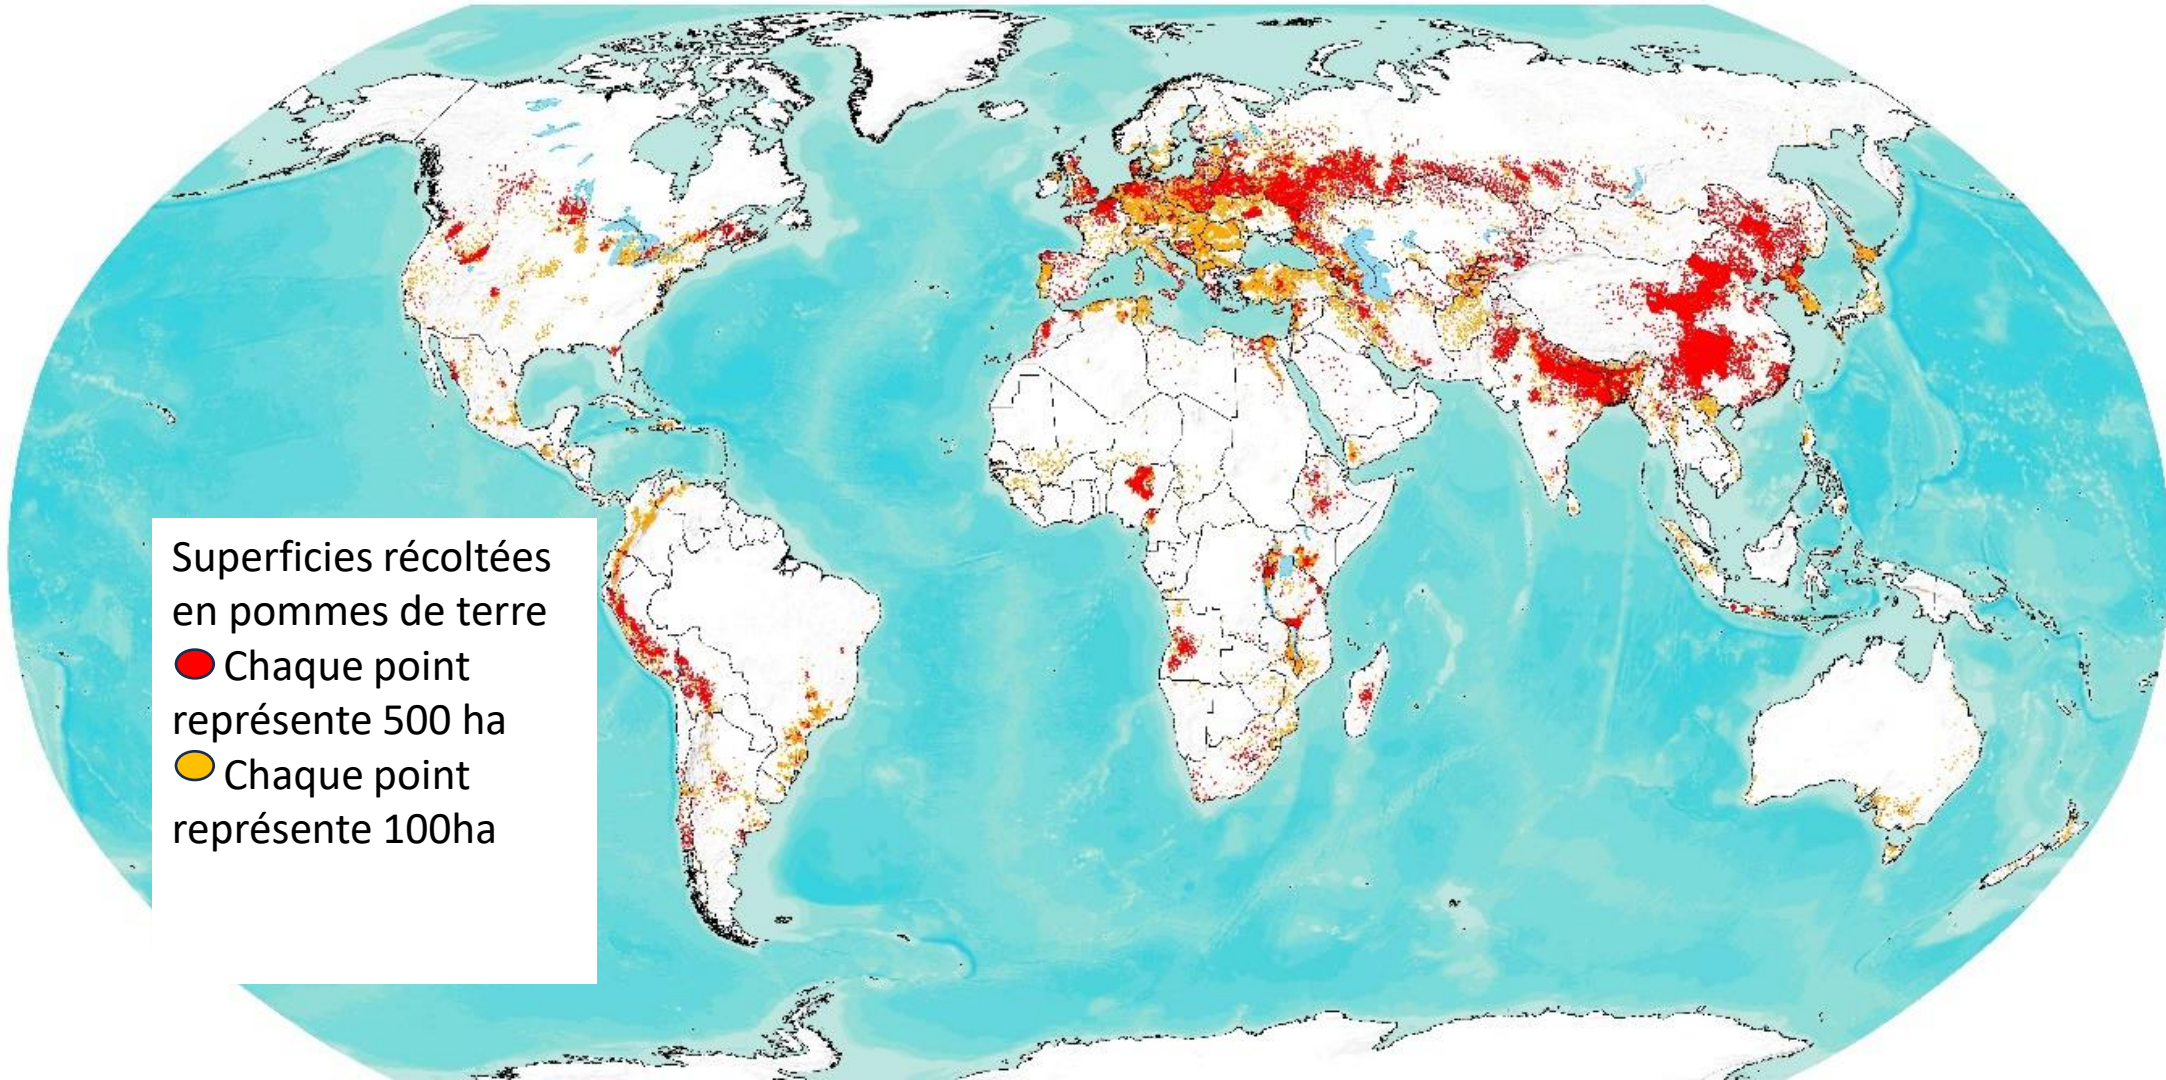 Superficies récoltées
en pommes de terre
Chaque point
représente 500 ha
Chaque point
représente 100ha